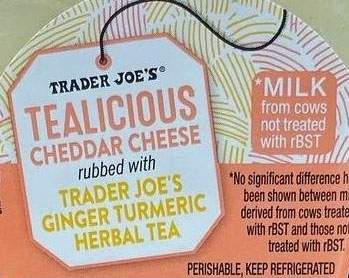 TRADER JOE'S®
TEALICIOUS
CHEDDAR CHEESE
rubbed with
TRADER JOE'S
GINGER TURMERIC
HERBAL TEA
*MILK
from cows
not treated
with rBST
*No significant difference
been shown between
derived from cows
with rBST and those
treated with rBST.
PERISHABLE, KEEP REFRIGERATED